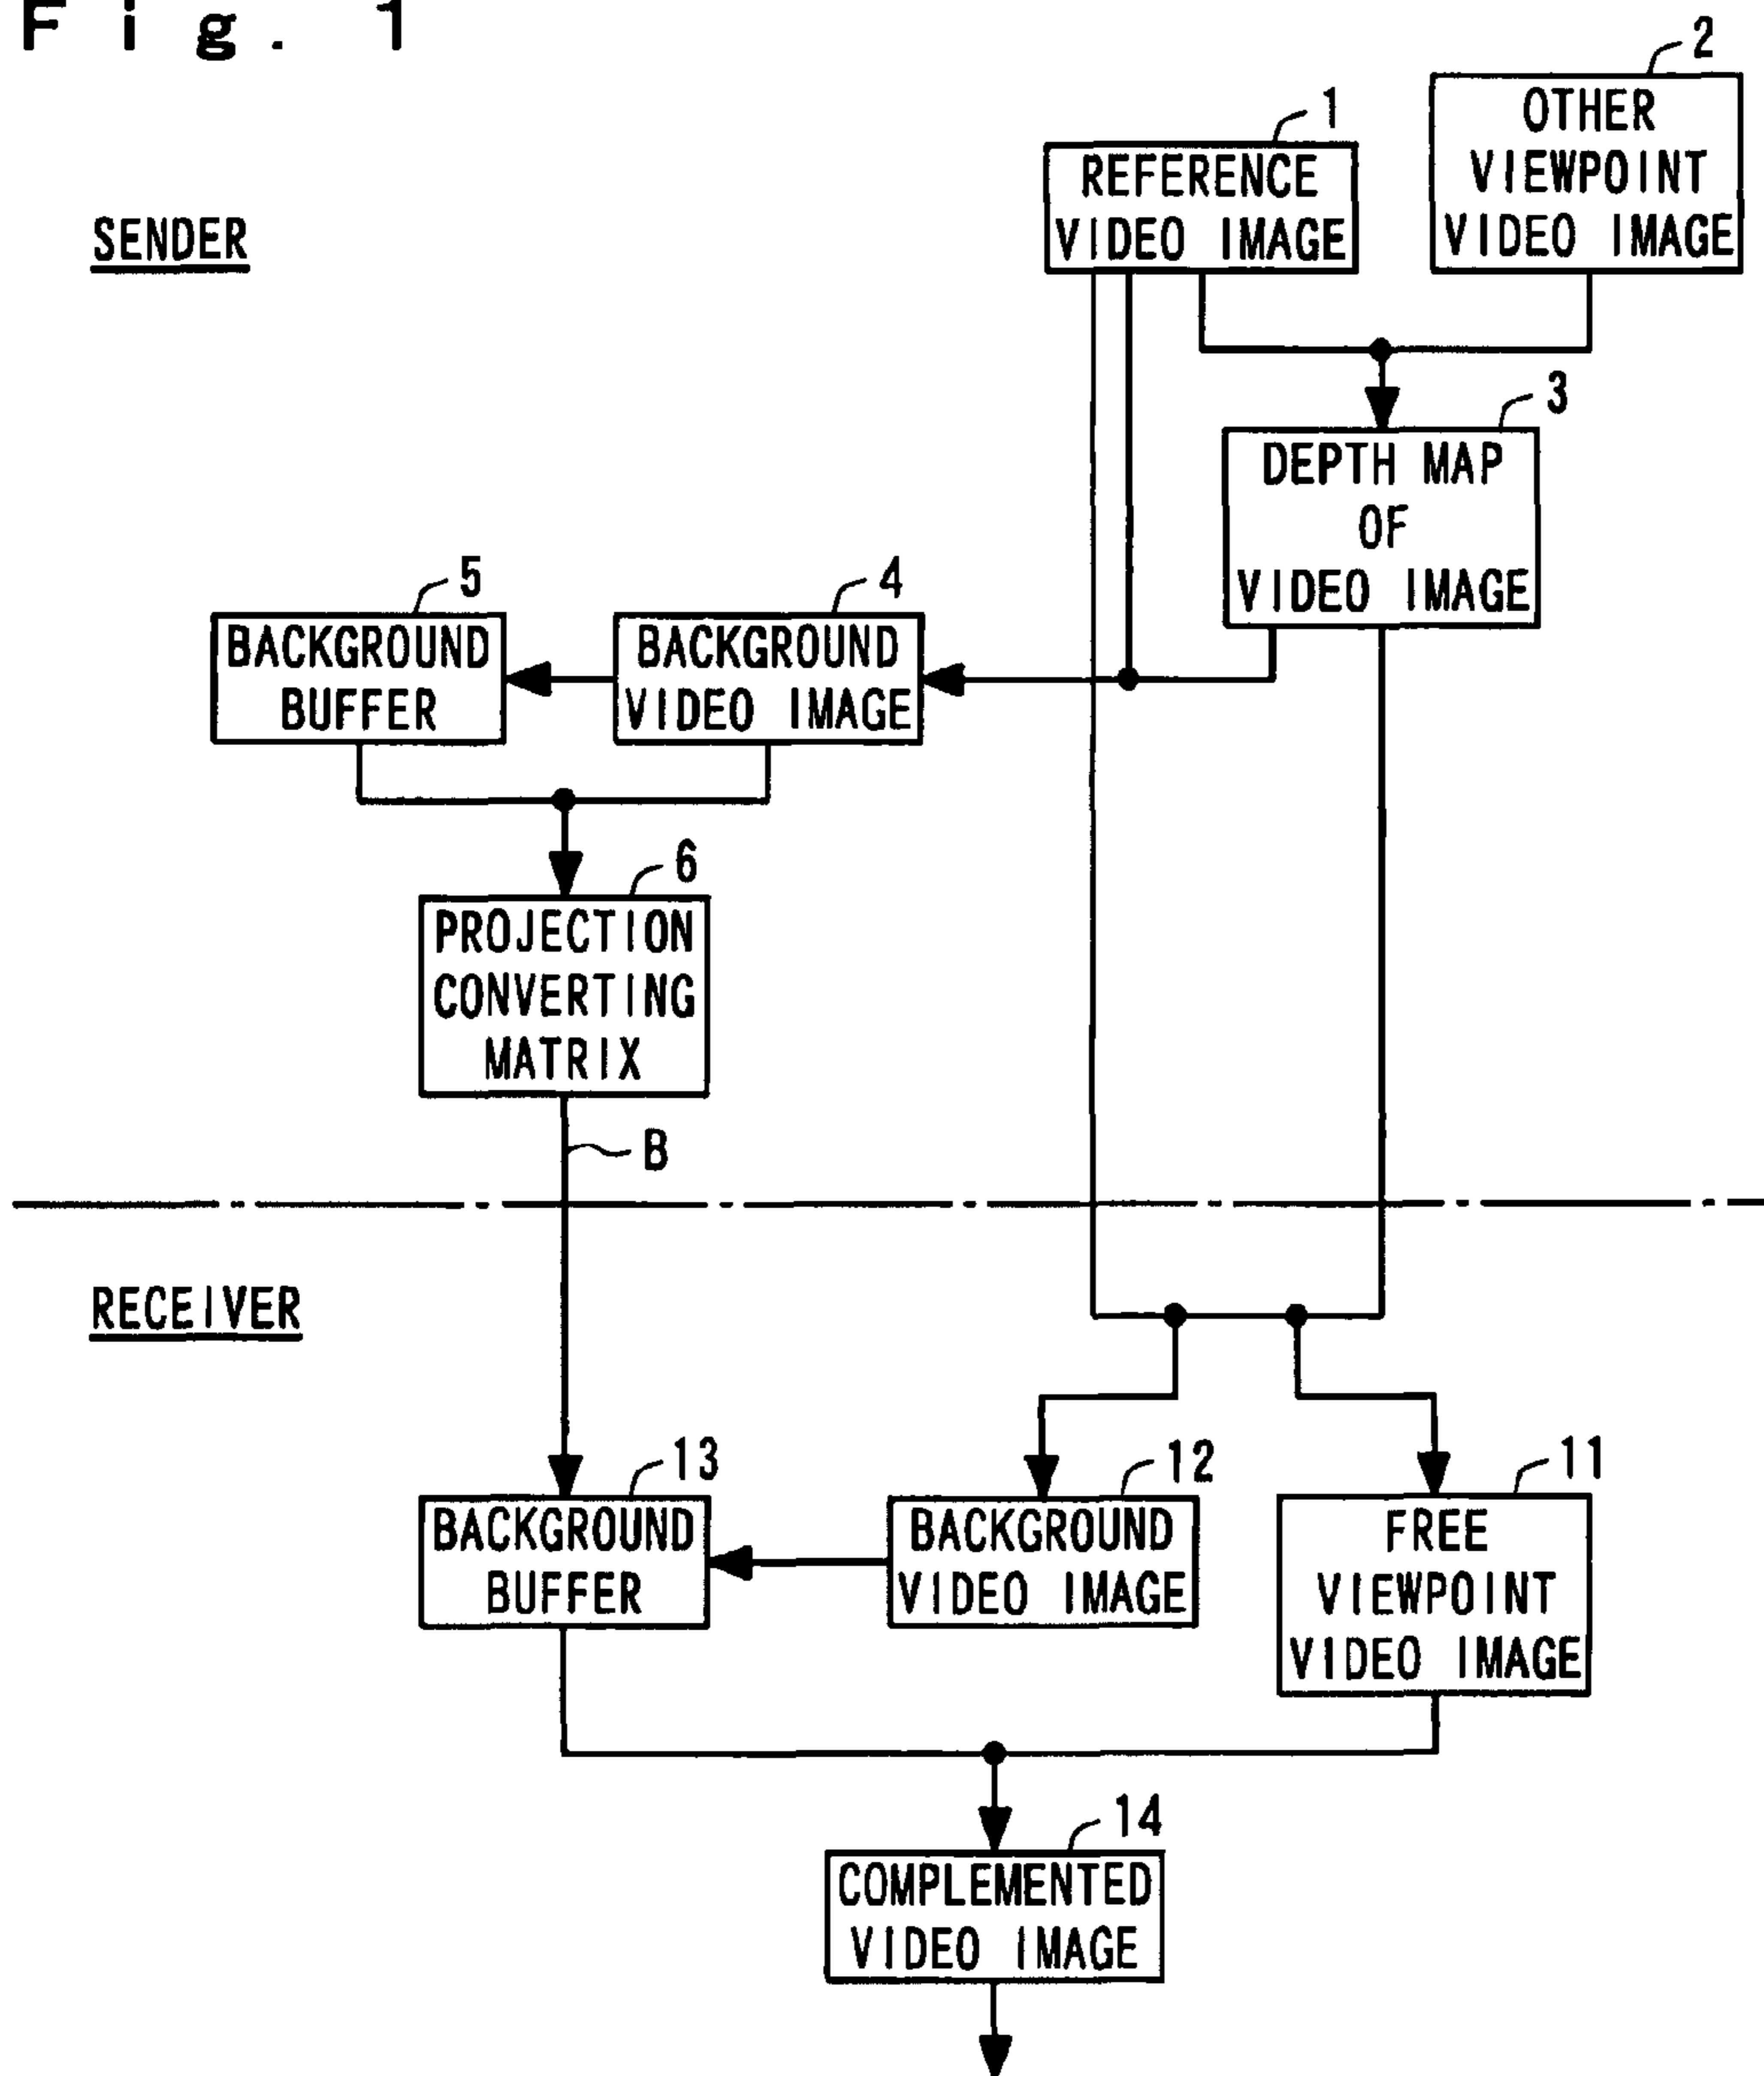 Fig. 1
2
OTHER
VIEWPOINT
VIDEO IMAGE
1
REFERENCE
VIDEO IMAGE
SENDER
3
DEPTH MAP
OF
VIDEO IMAGE
5
BACKGROUND
BUFFER
4
BACKGROUND
VIDEO IMAGE
6
PROJECTION
CONVERTING
MATRIX
B
RECEIVER
13
BACKGROUND
BUFFER
12
BACKGROUND
VIDEO IMAGE
11
FREE
VIEWPOINT
VIDEO IMAGE
14
COMPLEMENTED
VIDEO IMAGE